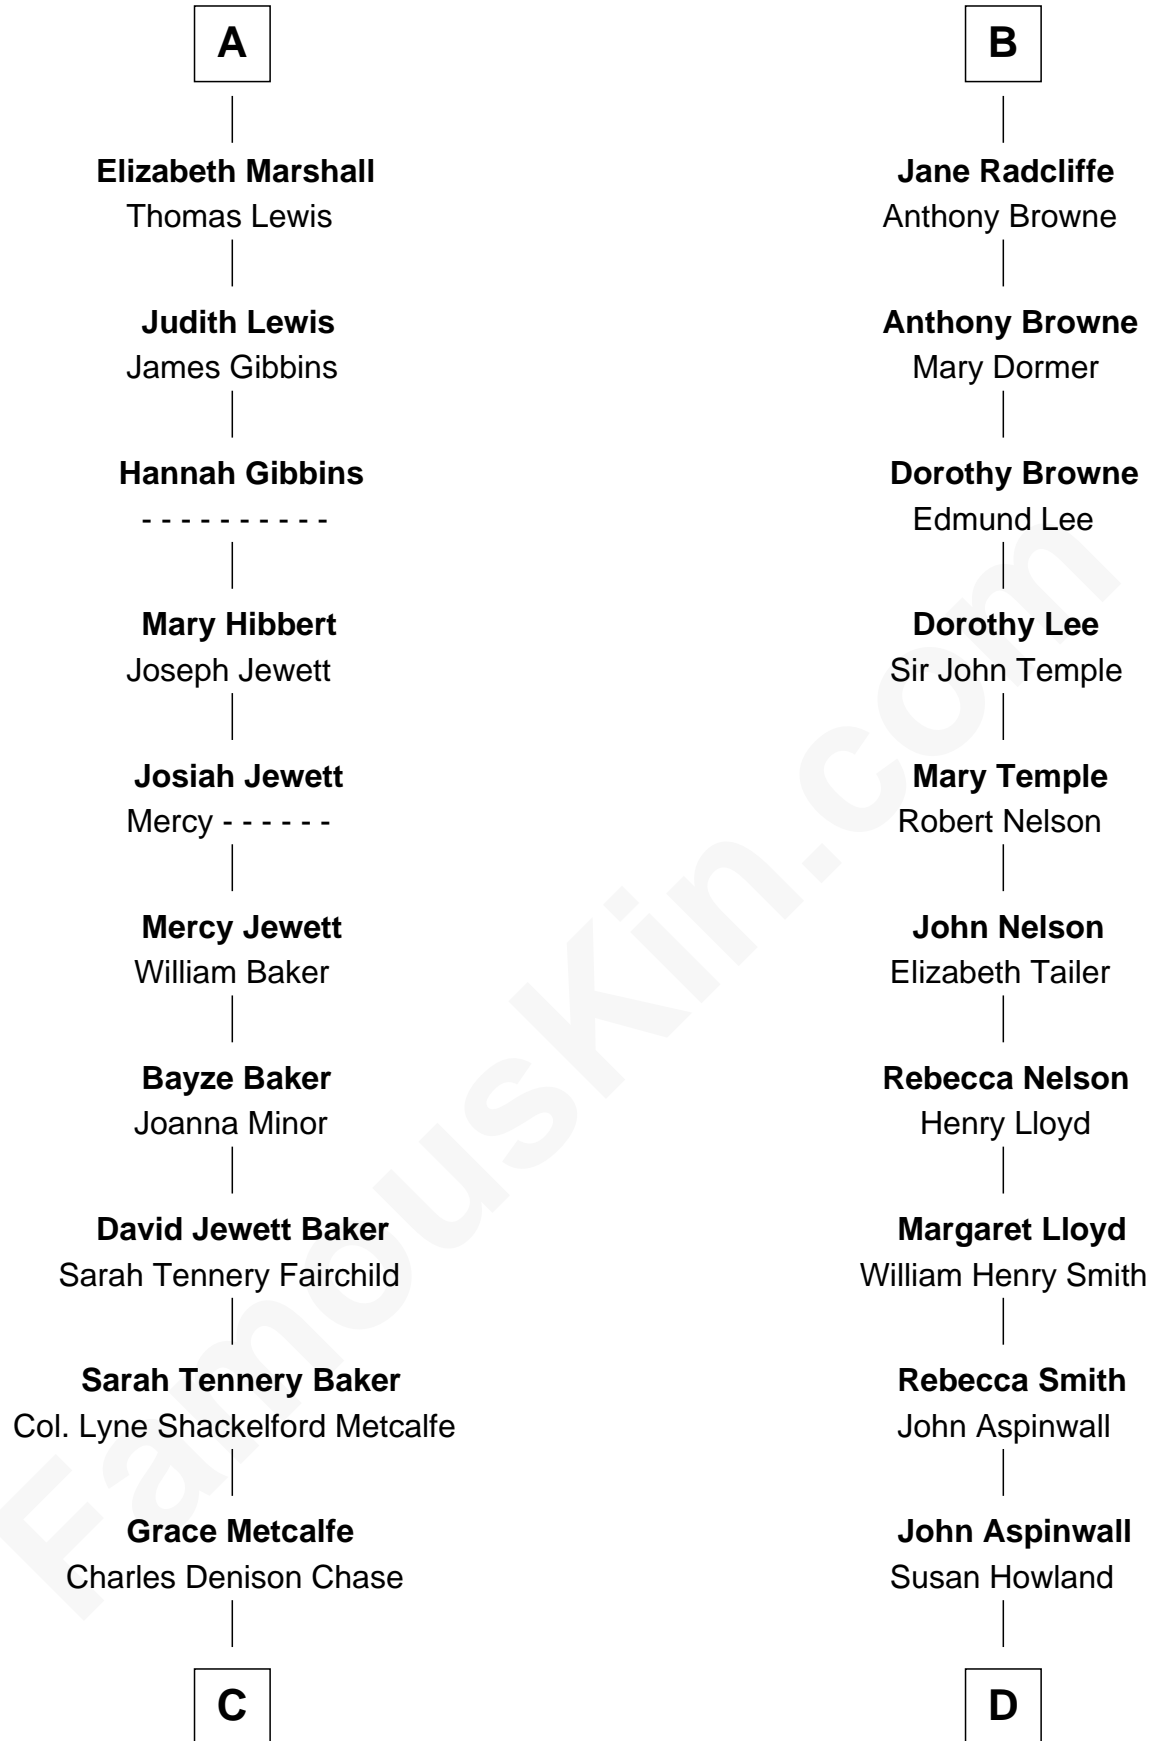 A
Elizabeth Marshall
Thomas Lewis
Judith Lewis
James Gibbins
Hannah Gibbins
- - - - - - - - - -
Mary Hibbert
Joseph Jewett
Josiah Jewett
Mercy - - - - - -
Mercy Jewett
William Baker
Bayze Baker
Joanna Minor
David Jewett Baker
Sarah Tennery Fairchild
Sarah Tennery Baker
Col. Lyne Shackelford Metcalfe
Grace Metcalfe
Charles Denison Chase
C
B
Jane Radcliffe
Anthony Browne
Anthony Browne
Mary Dormer
Dorothy Browne
Edmund Lee
Dorothy Lee
Sir John Temple
Mary Temple
Robert Nelson
John Nelson
Elizabeth Tailer
Rebecca Nelson
Henry Lloyd
Margaret Lloyd
William Henry Smith
Rebecca Smith
John Aspinwall
John Aspinwall
Susan Howland
D
FamousKin.com